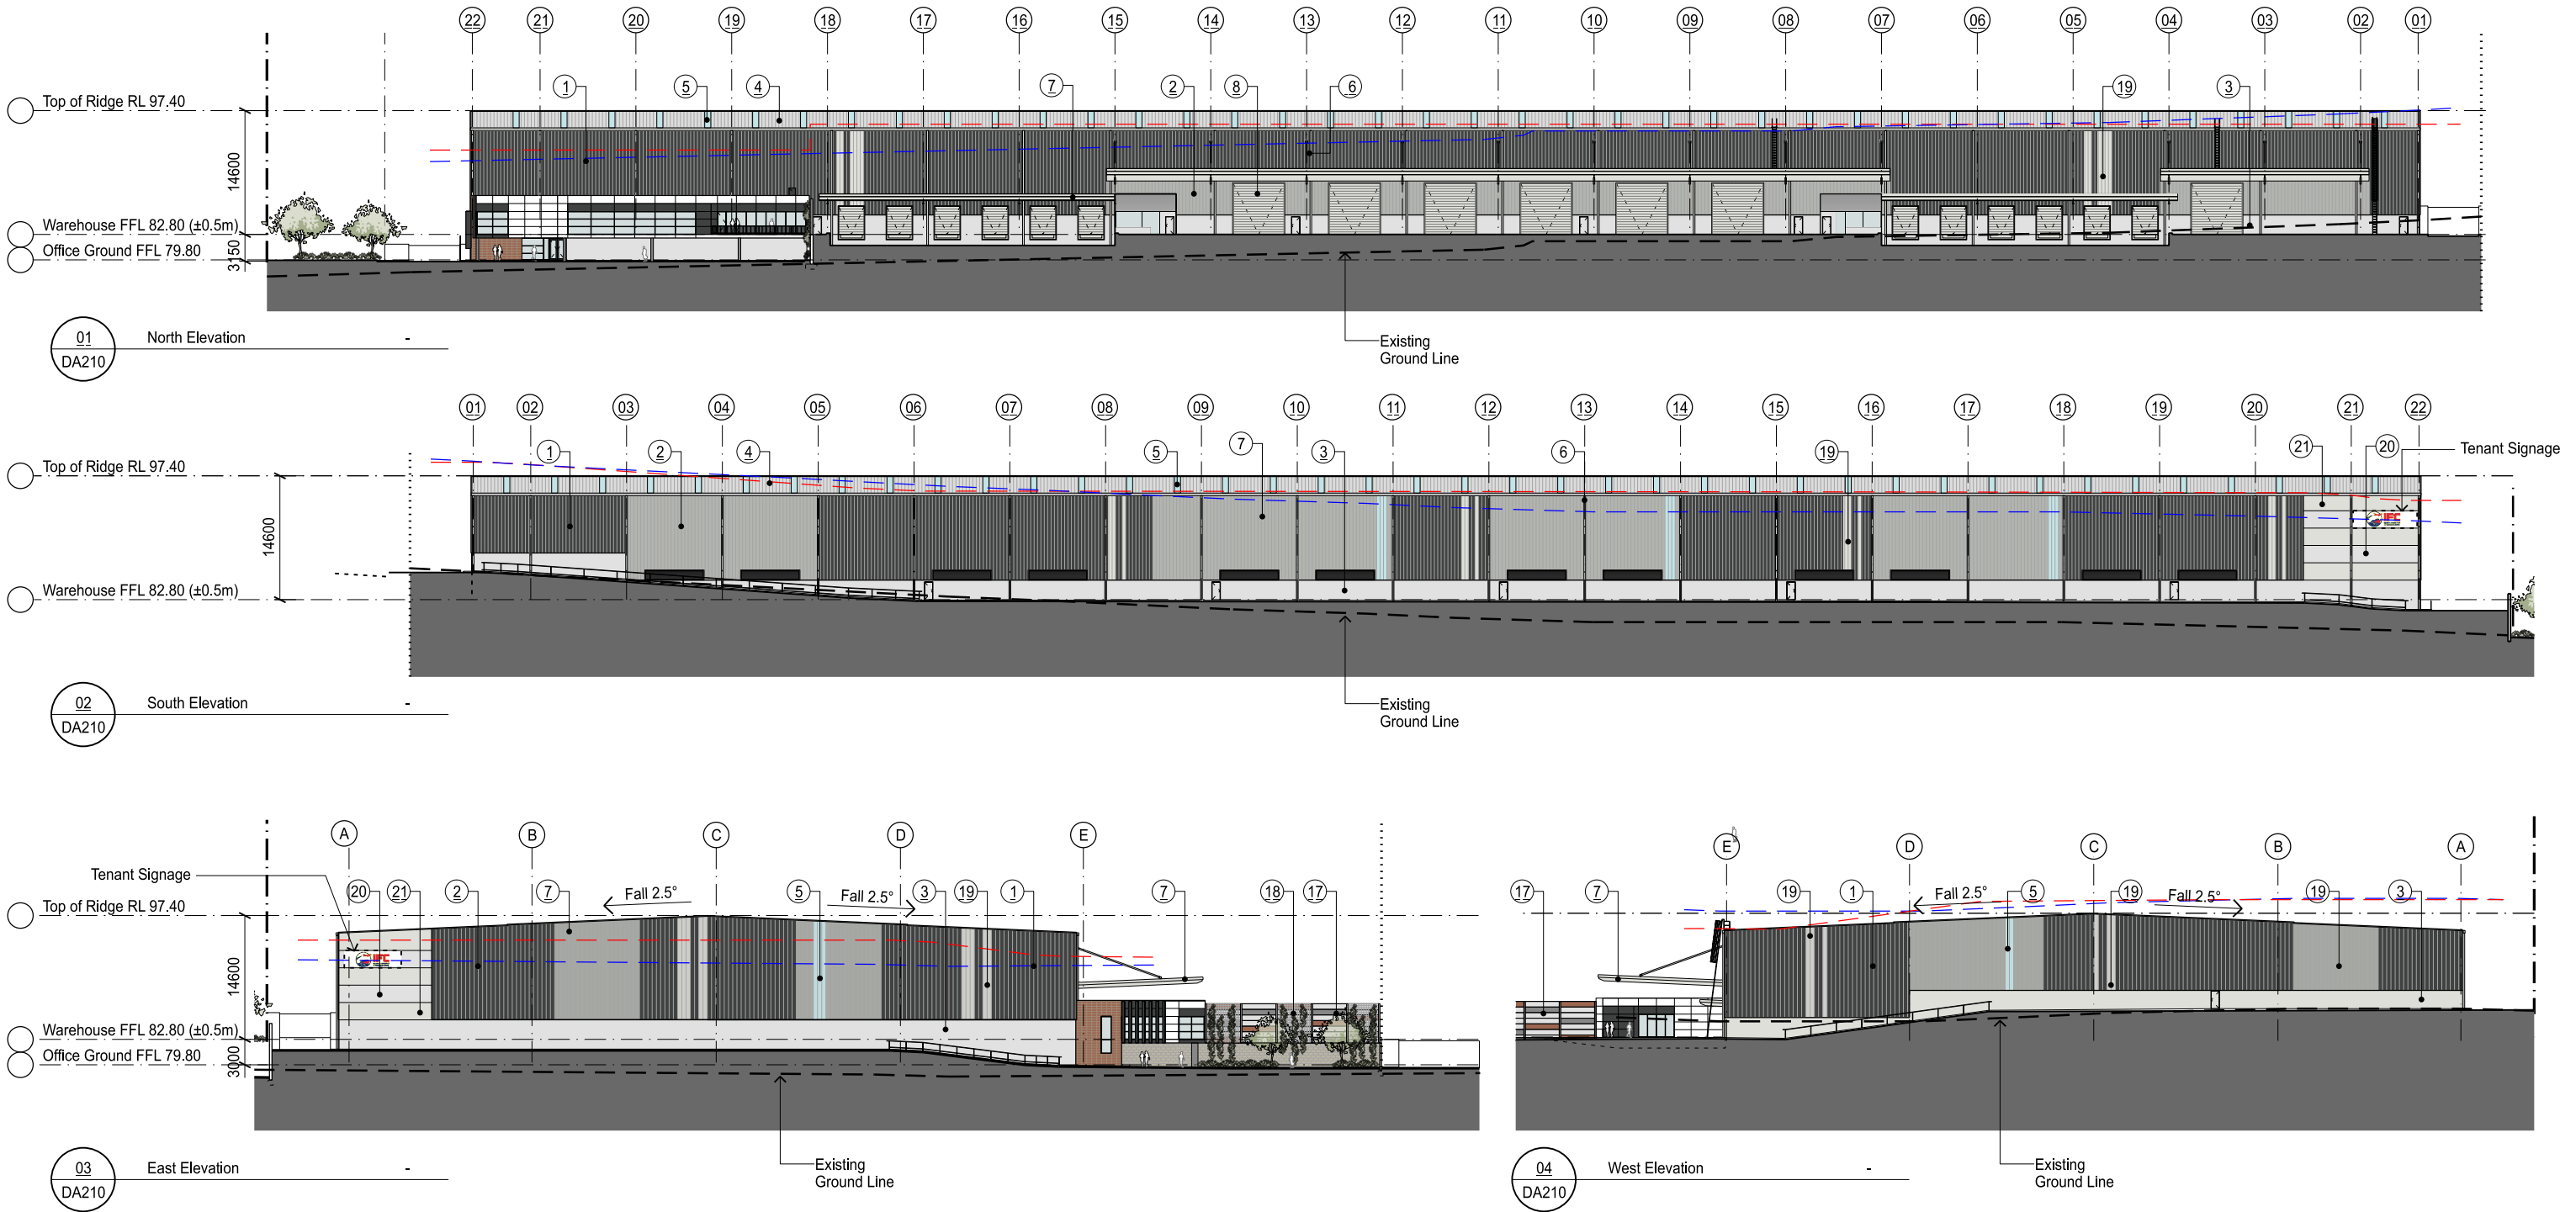 22 21 20 19 18 17 16 15 14 13 12 11 10 09 08 07 06 05 04 03 02 01
1 5 4 7 2 8 6 19 3
Top of Ridge RL 97.40
14600
Warehouse FFL 82.80 (±0.5m)
Office Ground FFL 79.80
3150
01
DA210
North Elevation -
Existing
Ground Line
01 02 03 04 05 06 07 08 09 10 11 12 13 14 15 16 17 18 19 20 21 22
1 2 4 5 7 3 6 19 21 20
Tenant Signage
Top of Ridge RL 97.40
IFC
14600
Warehouse FFL 82.80 (±0.5m)
02
DA210
South Elevation -
Existing
Ground Line
A B C D E
Tenant Signage
20 21 2 7 Fall 2.5° 5 Fall 2.5° 3 19 1 7 18 17
Top of Ridge RL 97.40
IFC
14600
Warehouse FFL 82.80 (±0.5m)
Office Ground FFL 79.80
3000
03
DA210
East Elevation -
Existing
Ground Line
E D C B A
17 7 19 1 Fall 2.5° 5 19 Fall 2.5° 19 3
04
DA210
West Elevation -
Existing
Ground Line